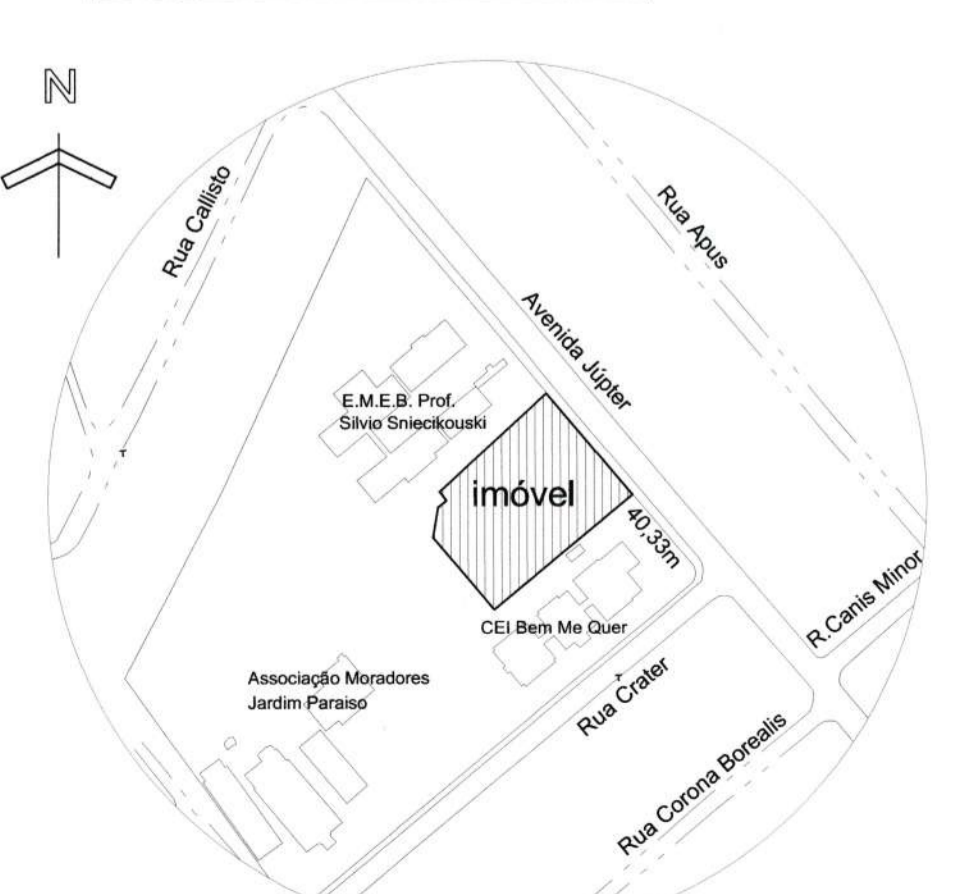 N
Rua Callisto
Rua Apus
Avenida Júpter
E.M.E.B. Prof.
Silvio Sniecikouski
imóvel
40,33m
R.Canis Minor
CEI Bem Me Quer
Associação Moradores
Jardim Paraiso
Rua Crater
Rua Corona Borealis